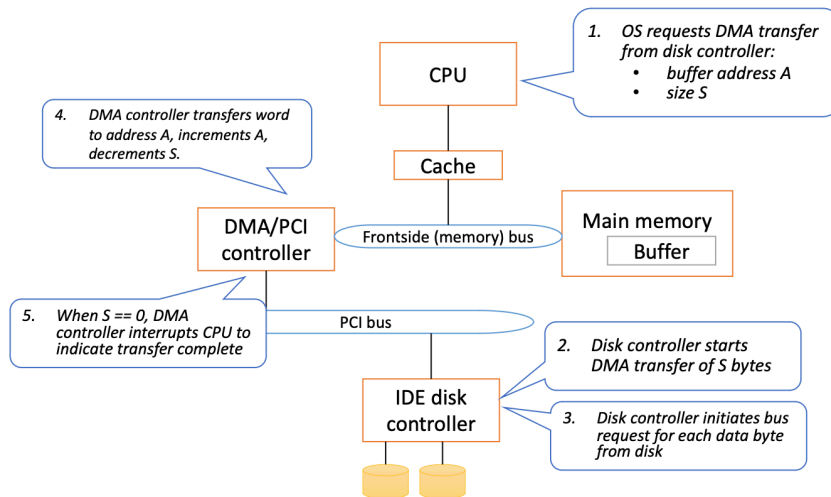 1. OS requests DMA transfer
from disk controller:
• buffer address A
• size S
CPU
4. DMA controller transfers word
to address A, increments A,
decrements S.
Cache
DMA/PCI
controller
Frontside (memory) bus
Main memory
Buffer
5. When S == 0, DMA
controller interrupts CPU to
indicate transfer complete
PCI bus
2. Disk controller starts
DMA transfer of S bytes
IDE disk
controller
3. Disk controller initiates bus
request for each data byte
from disk